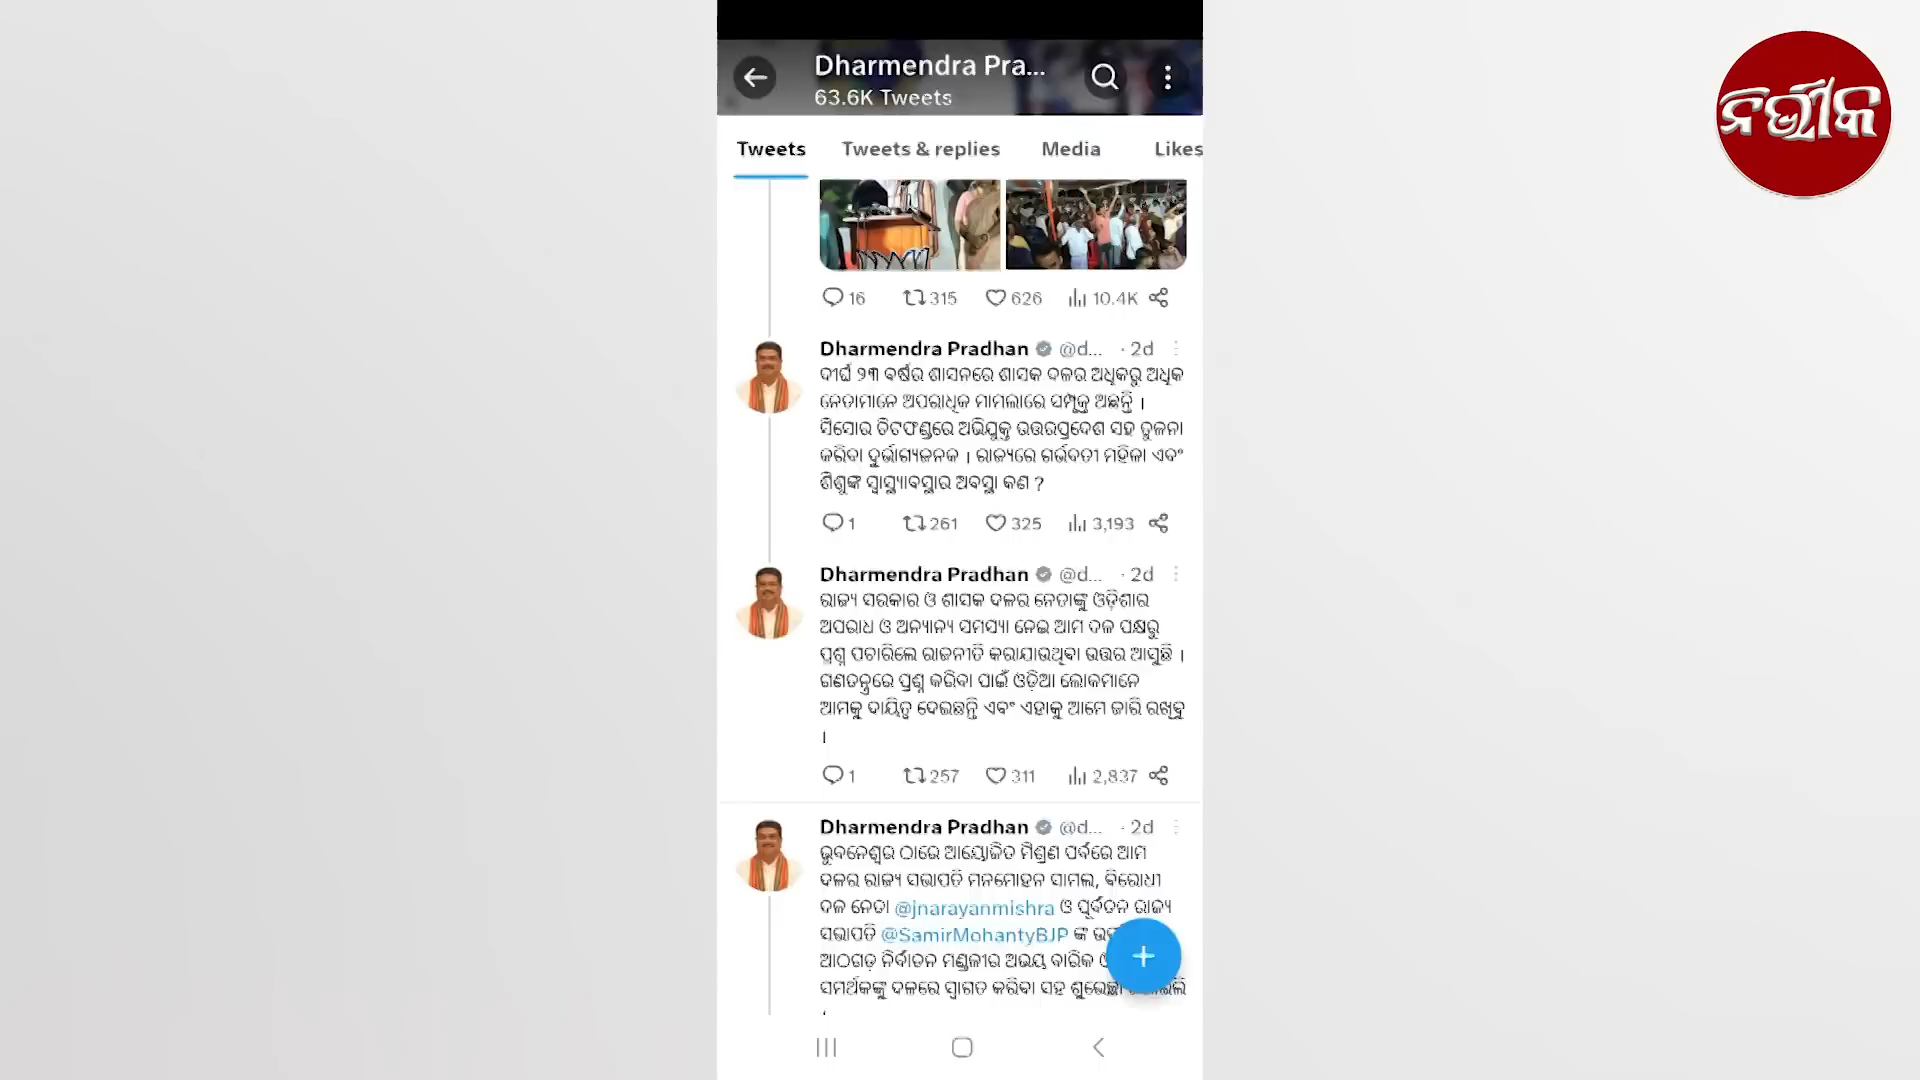 Dharmendra Pra...
63.6K Tweets
ନିର୍ଭୀକ
Tweets Tweets & replies Media Likes
16 315 626 10.4K
Dharmendra Pradhan @d... · 2d
ଦୀର୍ଘ ୨୩ ବର୍ଷର ଶାସନରେ ଶାସକ ଦଳର ଅଧିକରୁ ଅଧିକ
ନେତାମାନେ ଅପରାଧିକ ମାମଲାରେ ସମ୍ପୃକ୍ତ ଅଛନ୍ତି ।
ସିସୋର ଚିଟଫଣ୍ଡରେ ଅଭିଯୁକ୍ତ ଉତ୍ତରପ୍ରଦେଶ ସହ ତୁଳନା
କରିବା ଦୁର୍ଭାଗ୍ୟଜନକ । ରାଜ୍ୟରେ ଗର୍ଭବତୀ ମହିଳା ଏବଂ
ଶିଶୁଙ୍କ ସ୍ୱାସ୍ଥ୍ୟାବସ୍ଥାର ଅବସ୍ଥା କଣ ?
1 261 325 3,193
Dharmendra Pradhan @d... · 2d
ରାଜ୍ୟ ସରକାର ଓ ଶାସକ ଦଳର ନେତାଙ୍କୁ ଓଡ଼ିଶାର
ଅପରାଧ ଓ ଅନ୍ୟାନ୍ୟ ସମସ୍ୟା ନେଇ ଆମ ଦଳ ପକ୍ଷରୁ
ପ୍ରଶ୍ନ ପଚାରିଲେ ରାଜନୀତି କରାଯାଉଥିବା ଉତ୍ତର ଆସୁଛି ।
ଗଣତନ୍ତ୍ରରେ ପ୍ରଶ୍ନ କରିବା ପାଇଁ ଓଡ଼ିଆ ଲୋକମାନେ
ଆମକୁ ଦାୟିତ୍ୱ ଦେଇଛନ୍ତି ଏବଂ ଏହାକୁ ଆମେ ଜାରି ରଖିବୁ
।
1 257 311 2,837
Dharmendra Pradhan @d... · 2d
ଭୁବନେଶ୍ୱର ଠାରେ ଆୟୋଜିତ ମିଶ୍ରଣ ପର୍ବରେ ଆମ
ଦଳର ରାଜ୍ୟ ସଭାପତି ମନମୋହନ ସାମଲ, ବିରୋଧୀ
ଦଳ ନେତା @jnarayanmishra ଓ ପୂର୍ବତନ ରାଜ୍ୟ
ସଭାପତି @SamirMohantyBJP ଙ୍କ
ଆଠଗଡ଼ ନିର୍ବାଚନ ମଣ୍ଡଳୀର ଅଭୟ ବାରିକ
ସମର୍ଥକଙ୍କୁ ଦଳରେ ସ୍ୱାଗତ କରିବା ସହ